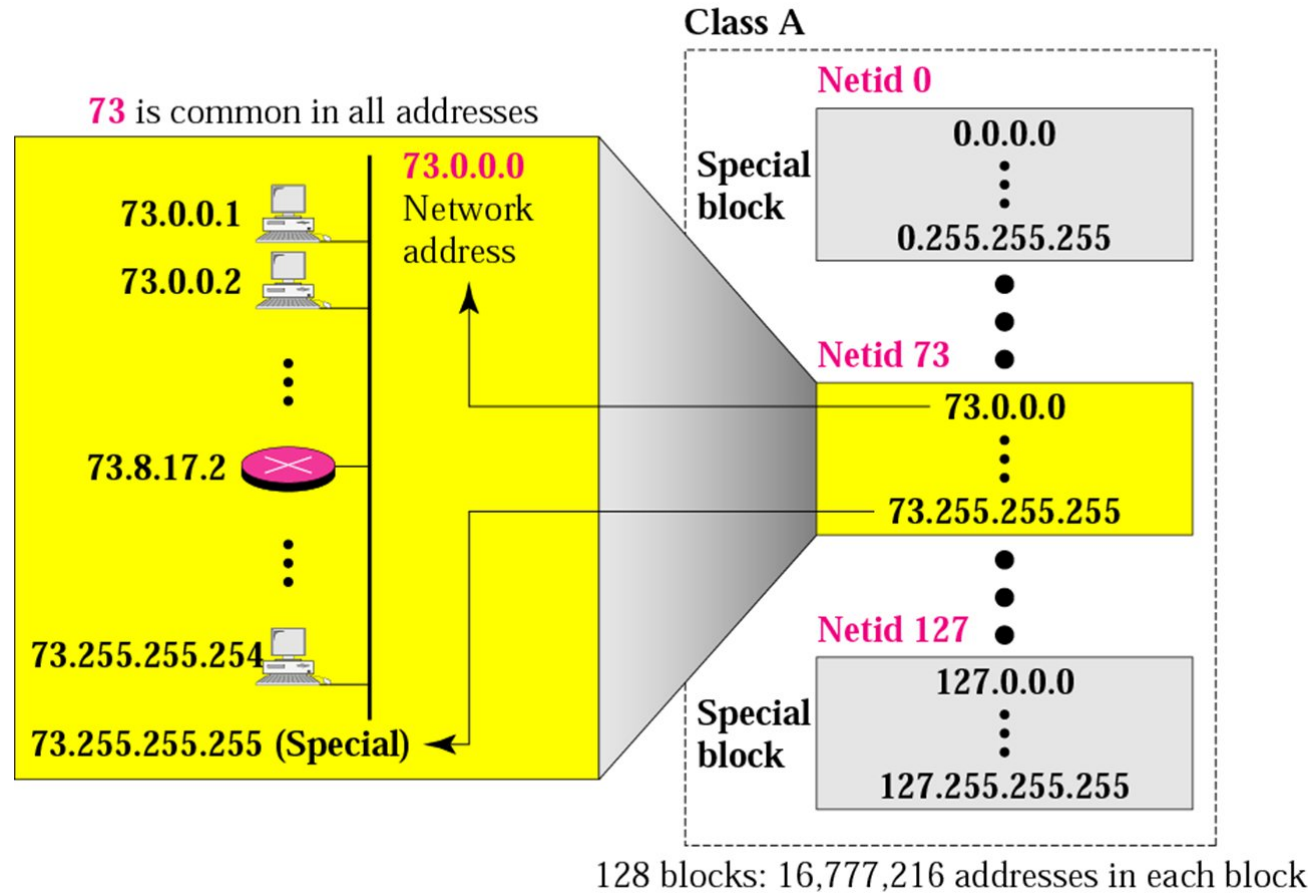 Class A
73 is common in all addresses
73.0.0.0
Network
address
73.0.0.1
73.0.0.2
73.8.17.2
73.255.255.254
73.255.255.255 (Special)
Netid 0
Special
block
0.0.0.0
0.255.255.255
Netid 73
73.0.0.0
73.255.255.255
Netid 127
Special
block
127.0.0.0
127.255.255.255
128 blocks: 16,777,216 addresses in each block